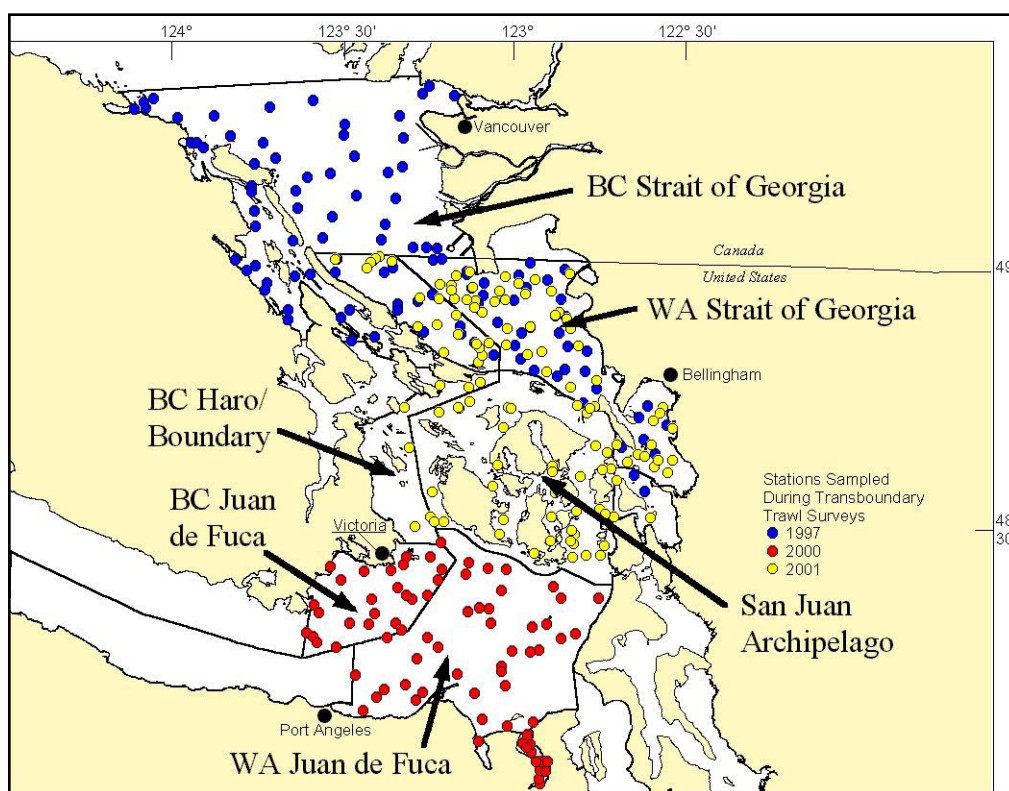 124°
123° 30'
123°
122° 30'
Vancouver
BC Strait of Georgia
Canada
United States
49
WA Strait of Georgia
Bellingham
BC Haro/
Boundary
Stations Sampled
During Transboundary
Trawl Surveys
1997
2000
2001
BC Juan
de Fuca
Victoria
48
30
San Juan
Archipelago
Port Angeles
WA Juan de Fuca